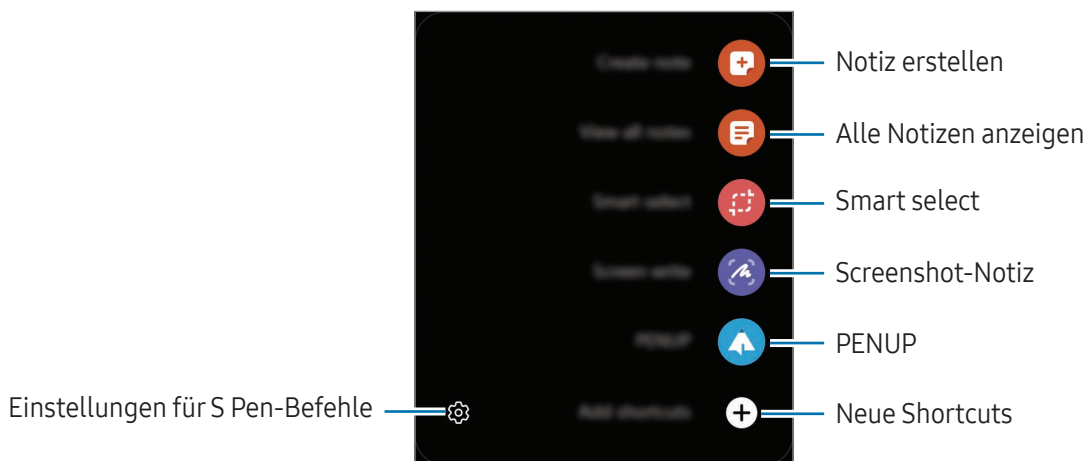 Create note
Notiz erstellen
View all notes
Alle Notizen anzeigen
Smart select
Smart select
Screen write
Screenshot-Notiz
PENUP
PENUP
Einstellungen für S Pen-Befehle
Add shortcuts
Neue Shortcuts